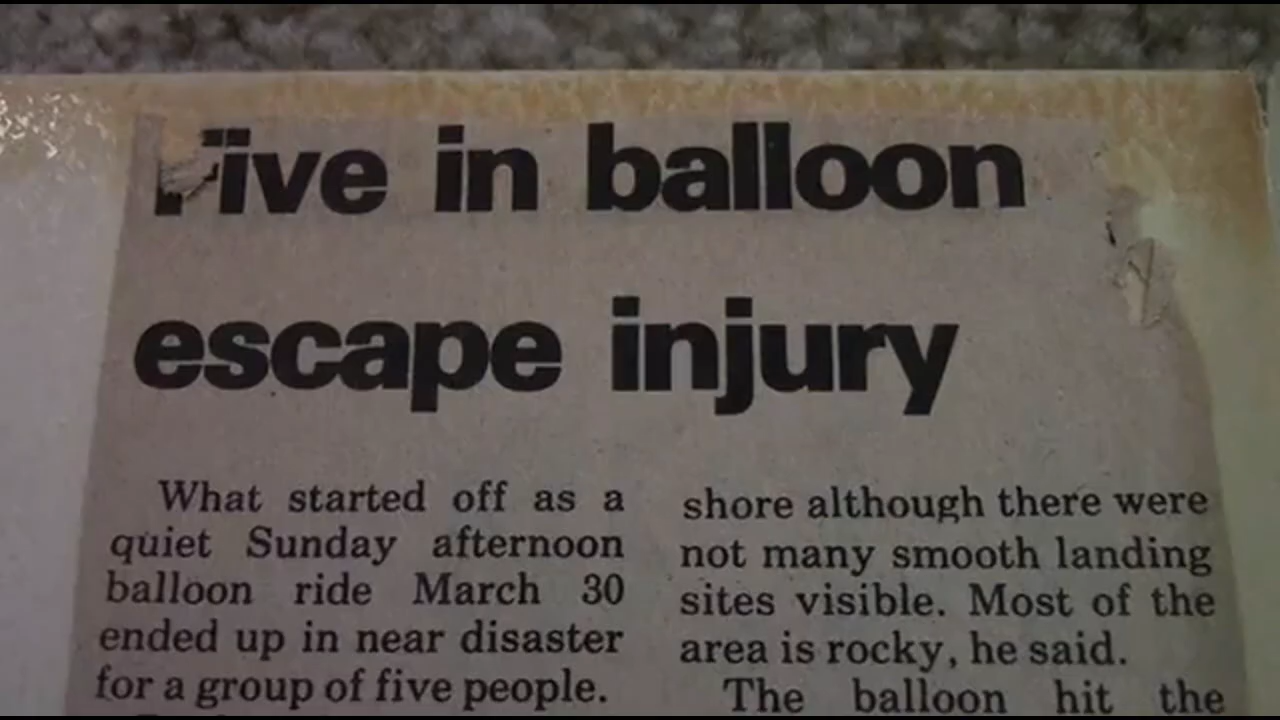 Five in balloon
escape injury
What started off as a
quiet Sunday afternoon
balloon ride March 30
ended up in near disaster
for a group of five people.
shore although there were
not many smooth landing
sites visible. Most of the
area is rocky, he said.
The balloon hit the